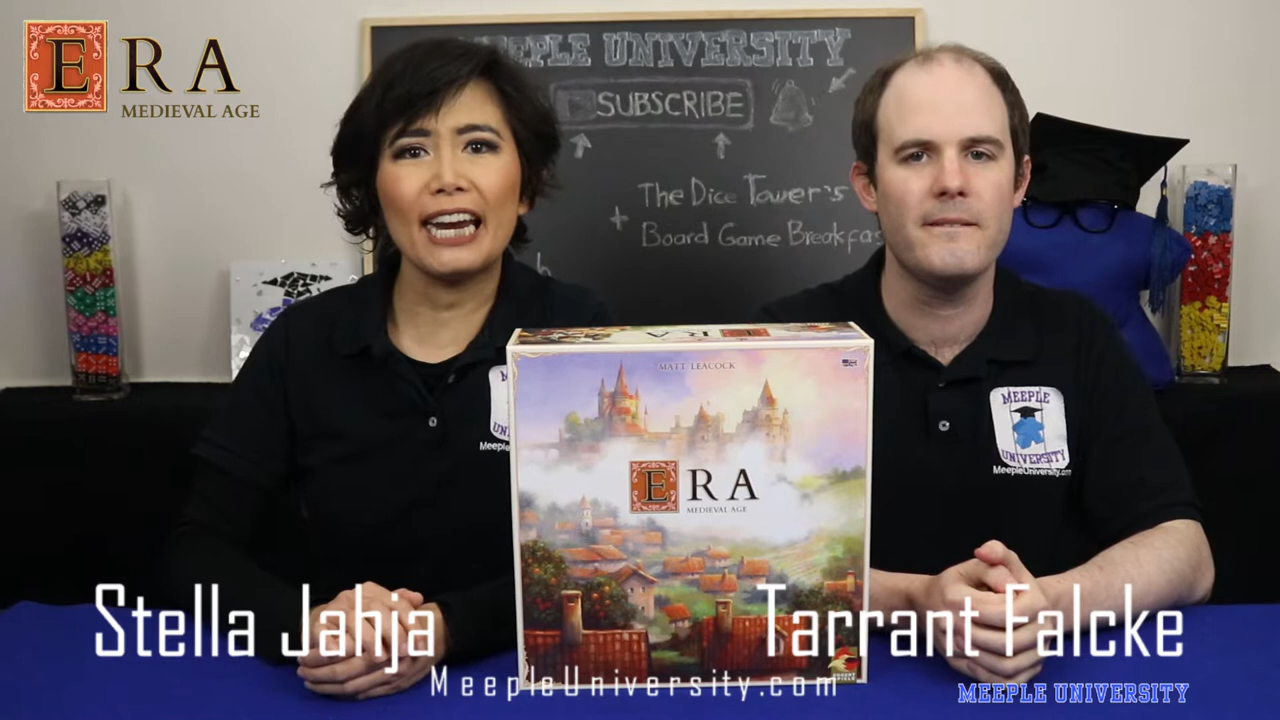 ERA
MEDIEVAL AGE
MEEPLE UNIVERSITY
SUBSCRIBE
The Dice Tower's
+ Board Game Breakfas
MATT LEACOCK
ERA
MEDIEVAL AGE
MEEPLE
UNIVERSITY
MeepleUniversity.com
Stella Jahja
Tarrant Falcke
MeepleUniversity.com
MEEPLE UNIVERSITY